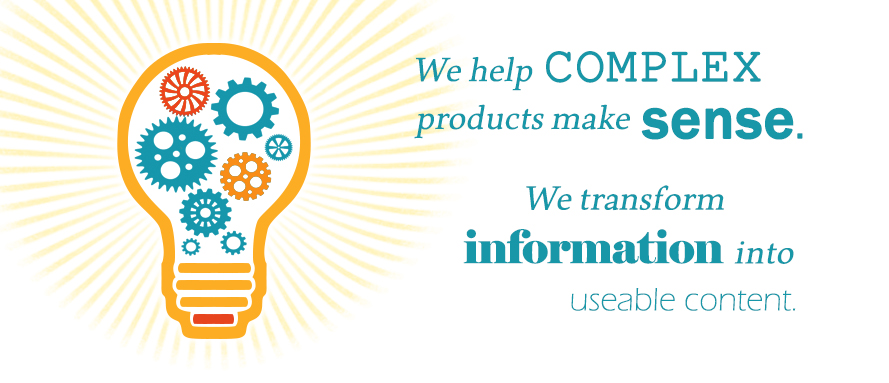 We help COMPLEX
products make sense.
We transform
information into
useable content.